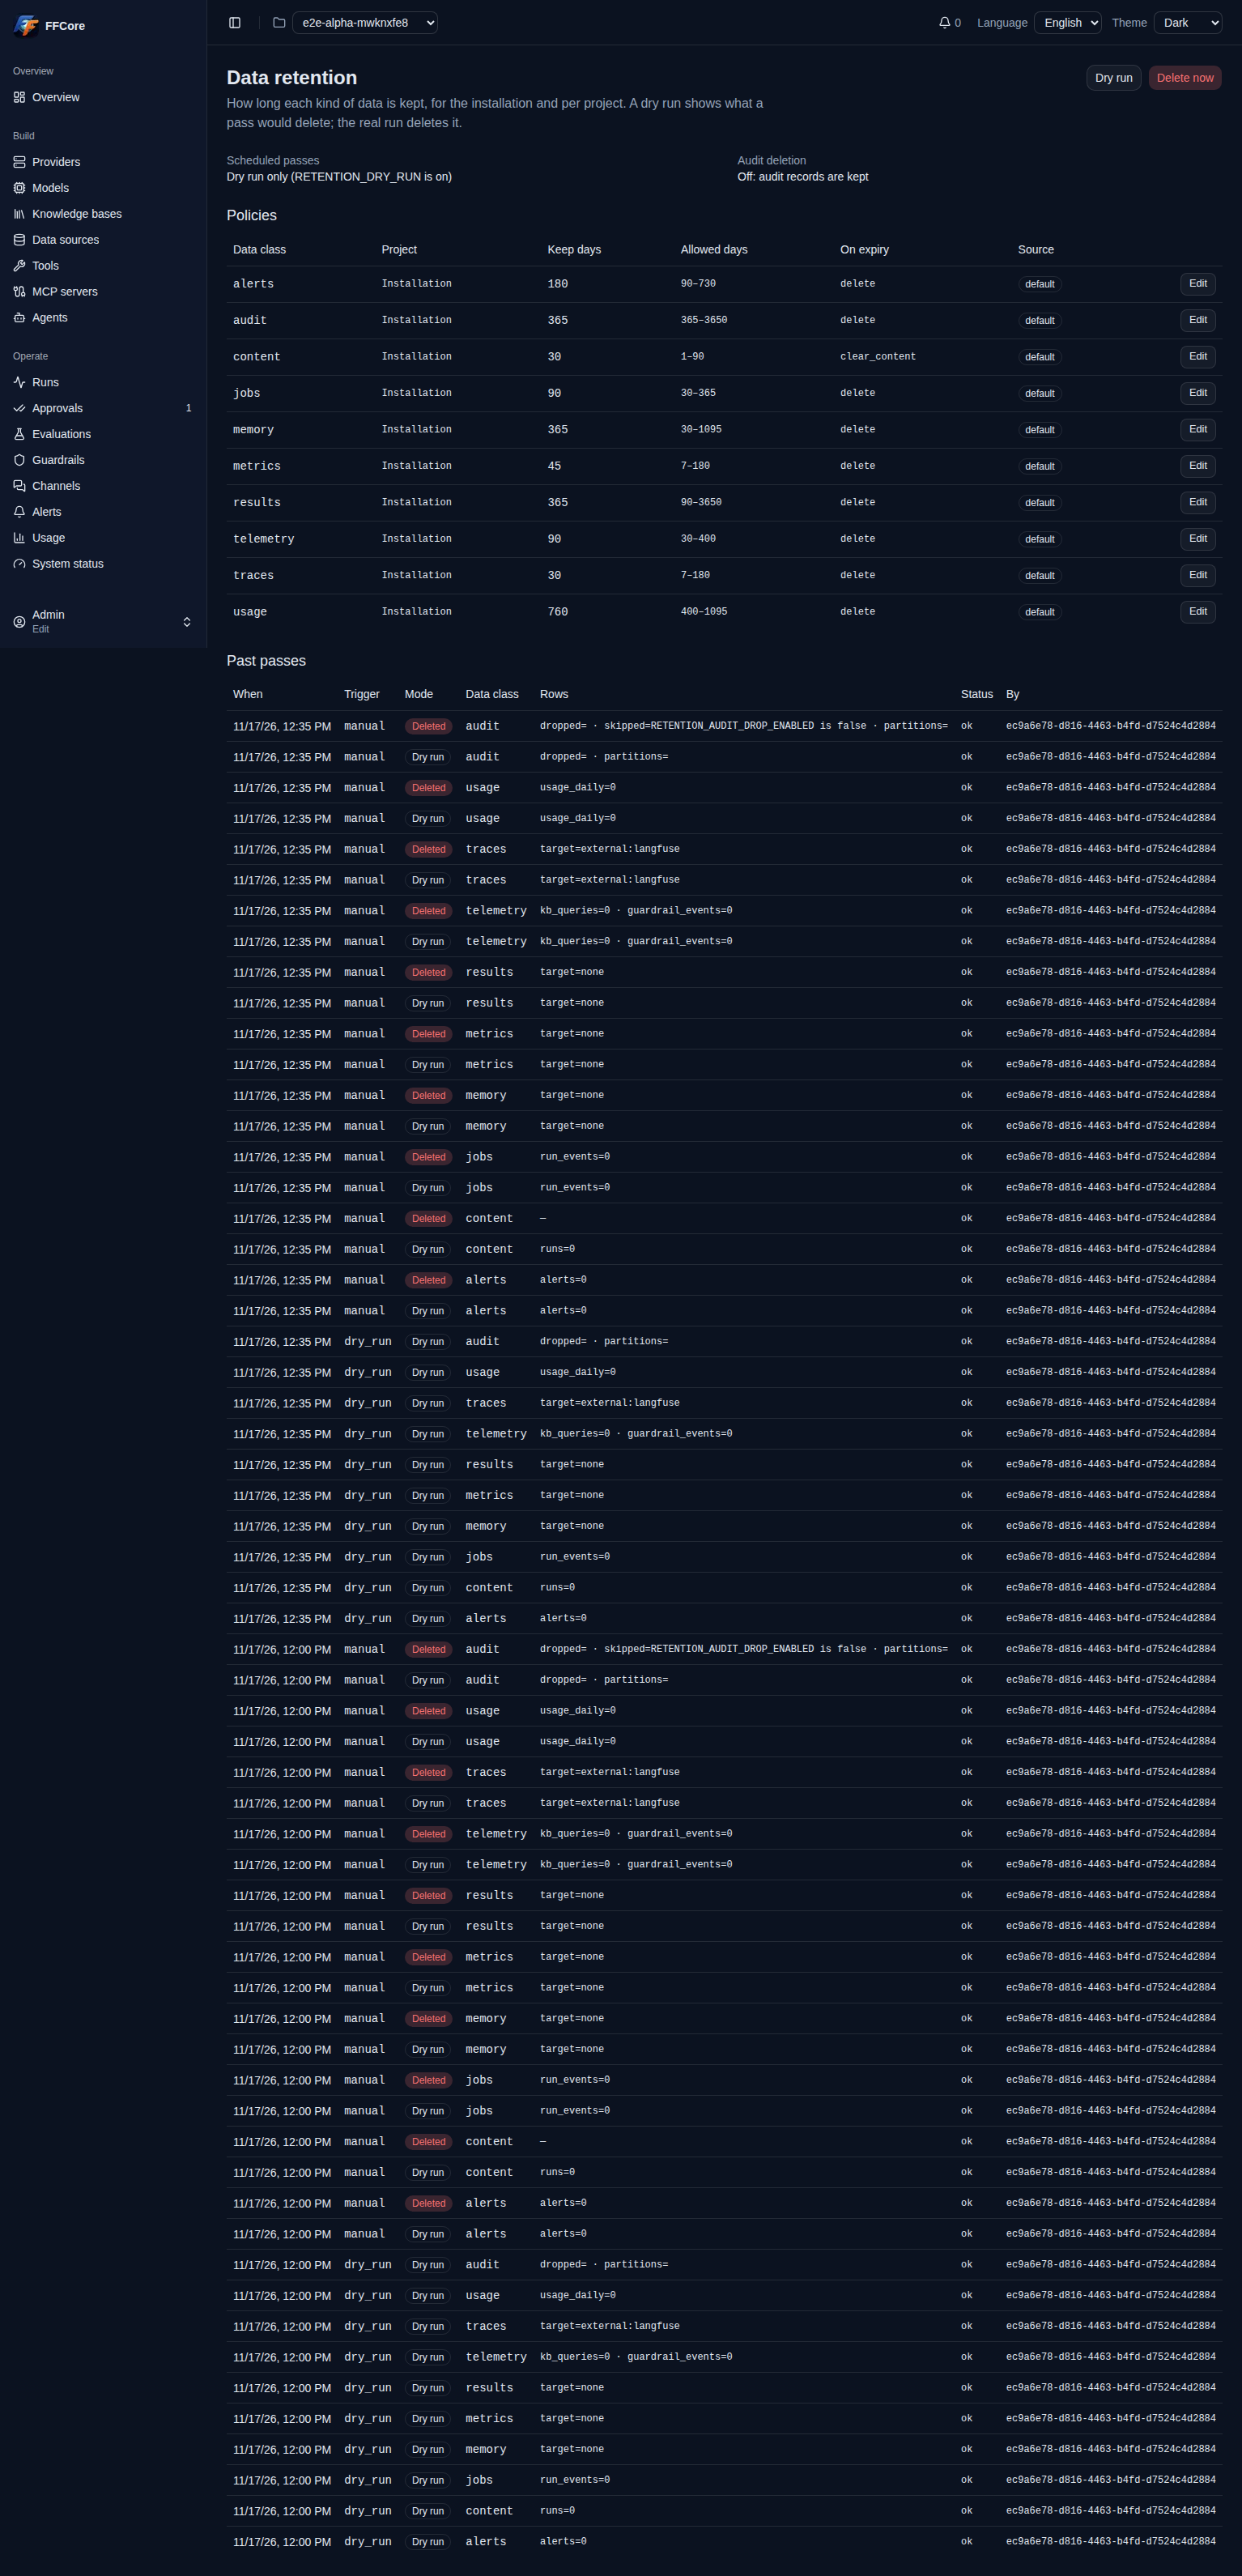 FFCore
e2e-alpha-mwknxfe8
0 Language English Theme Dark
Overview
Overview
Build
Providers
Models
Knowledge bases
Data sources
Tools
MCP servers
Agents
Operate
Runs
Approvals 1
Evaluations
Guardrails
Channels
Alerts
Usage
System status
Admin
Edit
Data retention
Dry run Delete now
How long each kind of data is kept, for the installation and per project. A dry run shows what a
pass would delete; the real run deletes it.
Scheduled passes Audit deletion
Dry run only (RETENTION_DRY_RUN is on) Off: audit records are kept
Policies
Data class Project Keep days Allowed days On expiry Source
alerts Installation 180 90–730 delete default Edit
audit Installation 365 365–3650 delete default Edit
content Installation 30 1–90 clear_content default Edit
jobs Installation 90 30–365 delete default Edit
memory Installation 365 30–1095 delete default Edit
metrics Installation 45 7–180 delete default Edit
results Installation 365 90–3650 delete default Edit
telemetry Installation 90 30–400 delete default Edit
traces Installation 30 7–180 delete default Edit
usage Installation 760 400–1095 delete default Edit
Past passes
When Trigger Mode Data class Rows Status By
11/17/26, 12:35 PM manual Deleted audit dropped= · skipped=RETENTION_AUDIT_DROP_ENABLED is false · partitions= ok ec9a6e78-d816-4463-b4fd-d7524c4d2884
11/17/26, 12:35 PM manual Dry run audit dropped= · partitions= ok ec9a6e78-d816-4463-b4fd-d7524c4d2884
11/17/26, 12:35 PM manual Deleted usage usage_daily=0 ok ec9a6e78-d816-4463-b4fd-d7524c4d2884
11/17/26, 12:35 PM manual Dry run usage usage_daily=0 ok ec9a6e78-d816-4463-b4fd-d7524c4d2884
11/17/26, 12:35 PM manual Deleted traces target=external:langfuse ok ec9a6e78-d816-4463-b4fd-d7524c4d2884
11/17/26, 12:35 PM manual Dry run traces target=external:langfuse ok ec9a6e78-d816-4463-b4fd-d7524c4d2884
11/17/26, 12:35 PM manual Deleted telemetry kb_queries=0 · guardrail_events=0 ok ec9a6e78-d816-4463-b4fd-d7524c4d2884
11/17/26, 12:35 PM manual Dry run telemetry kb_queries=0 · guardrail_events=0 ok ec9a6e78-d816-4463-b4fd-d7524c4d2884
11/17/26, 12:35 PM manual Deleted results target=none ok ec9a6e78-d816-4463-b4fd-d7524c4d2884
11/17/26, 12:35 PM manual Dry run results target=none ok ec9a6e78-d816-4463-b4fd-d7524c4d2884
11/17/26, 12:35 PM manual Deleted metrics target=none ok ec9a6e78-d816-4463-b4fd-d7524c4d2884
11/17/26, 12:35 PM manual Dry run metrics target=none ok ec9a6e78-d816-4463-b4fd-d7524c4d2884
11/17/26, 12:35 PM manual Deleted memory target=none ok ec9a6e78-d816-4463-b4fd-d7524c4d2884
11/17/26, 12:35 PM manual Dry run memory target=none ok ec9a6e78-d816-4463-b4fd-d7524c4d2884
11/17/26, 12:35 PM manual Deleted jobs run_events=0 ok ec9a6e78-d816-4463-b4fd-d7524c4d2884
11/17/26, 12:35 PM manual Dry run jobs run_events=0 ok ec9a6e78-d816-4463-b4fd-d7524c4d2884
11/17/26, 12:35 PM manual Deleted content — ok ec9a6e78-d816-4463-b4fd-d7524c4d2884
11/17/26, 12:35 PM manual Dry run content runs=0 ok ec9a6e78-d816-4463-b4fd-d7524c4d2884
11/17/26, 12:35 PM manual Deleted alerts alerts=0 ok ec9a6e78-d816-4463-b4fd-d7524c4d2884
11/17/26, 12:35 PM manual Dry run alerts alerts=0 ok ec9a6e78-d816-4463-b4fd-d7524c4d2884
11/17/26, 12:35 PM dry_run Dry run audit dropped= · partitions= ok ec9a6e78-d816-4463-b4fd-d7524c4d2884
11/17/26, 12:35 PM dry_run Dry run usage usage_daily=0 ok ec9a6e78-d816-4463-b4fd-d7524c4d2884
11/17/26, 12:35 PM dry_run Dry run traces target=external:langfuse ok ec9a6e78-d816-4463-b4fd-d7524c4d2884
11/17/26, 12:35 PM dry_run Dry run telemetry kb_queries=0 · guardrail_events=0 ok ec9a6e78-d816-4463-b4fd-d7524c4d2884
11/17/26, 12:35 PM dry_run Dry run results target=none ok ec9a6e78-d816-4463-b4fd-d7524c4d2884
11/17/26, 12:35 PM dry_run Dry run metrics target=none ok ec9a6e78-d816-4463-b4fd-d7524c4d2884
11/17/26, 12:35 PM dry_run Dry run memory target=none ok ec9a6e78-d816-4463-b4fd-d7524c4d2884
11/17/26, 12:35 PM dry_run Dry run jobs run_events=0 ok ec9a6e78-d816-4463-b4fd-d7524c4d2884
11/17/26, 12:35 PM dry_run Dry run content runs=0 ok ec9a6e78-d816-4463-b4fd-d7524c4d2884
11/17/26, 12:35 PM dry_run Dry run alerts alerts=0 ok ec9a6e78-d816-4463-b4fd-d7524c4d2884
11/17/26, 12:00 PM manual Deleted audit dropped= · skipped=RETENTION_AUDIT_DROP_ENABLED is false · partitions= ok ec9a6e78-d816-4463-b4fd-d7524c4d2884
11/17/26, 12:00 PM manual Dry run audit dropped= · partitions= ok ec9a6e78-d816-4463-b4fd-d7524c4d2884
11/17/26, 12:00 PM manual Deleted usage usage_daily=0 ok ec9a6e78-d816-4463-b4fd-d7524c4d2884
11/17/26, 12:00 PM manual Dry run usage usage_daily=0 ok ec9a6e78-d816-4463-b4fd-d7524c4d2884
11/17/26, 12:00 PM manual Deleted traces target=external:langfuse ok ec9a6e78-d816-4463-b4fd-d7524c4d2884
11/17/26, 12:00 PM manual Dry run traces target=external:langfuse ok ec9a6e78-d816-4463-b4fd-d7524c4d2884
11/17/26, 12:00 PM manual Deleted telemetry kb_queries=0 · guardrail_events=0 ok ec9a6e78-d816-4463-b4fd-d7524c4d2884
11/17/26, 12:00 PM manual Dry run telemetry kb_queries=0 · guardrail_events=0 ok ec9a6e78-d816-4463-b4fd-d7524c4d2884
11/17/26, 12:00 PM manual Deleted results target=none ok ec9a6e78-d816-4463-b4fd-d7524c4d2884
11/17/26, 12:00 PM manual Dry run results target=none ok ec9a6e78-d816-4463-b4fd-d7524c4d2884
11/17/26, 12:00 PM manual Deleted metrics target=none ok ec9a6e78-d816-4463-b4fd-d7524c4d2884
11/17/26, 12:00 PM manual Dry run metrics target=none ok ec9a6e78-d816-4463-b4fd-d7524c4d2884
11/17/26, 12:00 PM manual Deleted memory target=none ok ec9a6e78-d816-4463-b4fd-d7524c4d2884
11/17/26, 12:00 PM manual Dry run memory target=none ok ec9a6e78-d816-4463-b4fd-d7524c4d2884
11/17/26, 12:00 PM manual Deleted jobs run_events=0 ok ec9a6e78-d816-4463-b4fd-d7524c4d2884
11/17/26, 12:00 PM manual Dry run jobs run_events=0 ok ec9a6e78-d816-4463-b4fd-d7524c4d2884
11/17/26, 12:00 PM manual Deleted content — ok ec9a6e78-d816-4463-b4fd-d7524c4d2884
11/17/26, 12:00 PM manual Dry run content runs=0 ok ec9a6e78-d816-4463-b4fd-d7524c4d2884
11/17/26, 12:00 PM manual Deleted alerts alerts=0 ok ec9a6e78-d816-4463-b4fd-d7524c4d2884
11/17/26, 12:00 PM manual Dry run alerts alerts=0 ok ec9a6e78-d816-4463-b4fd-d7524c4d2884
11/17/26, 12:00 PM dry_run Dry run audit dropped= · partitions= ok ec9a6e78-d816-4463-b4fd-d7524c4d2884
11/17/26, 12:00 PM dry_run Dry run usage usage_daily=0 ok ec9a6e78-d816-4463-b4fd-d7524c4d2884
11/17/26, 12:00 PM dry_run Dry run traces target=external:langfuse ok ec9a6e78-d816-4463-b4fd-d7524c4d2884
11/17/26, 12:00 PM dry_run Dry run telemetry kb_queries=0 · guardrail_events=0 ok ec9a6e78-d816-4463-b4fd-d7524c4d2884
11/17/26, 12:00 PM dry_run Dry run results target=none ok ec9a6e78-d816-4463-b4fd-d7524c4d2884
11/17/26, 12:00 PM dry_run Dry run metrics target=none ok ec9a6e78-d816-4463-b4fd-d7524c4d2884
11/17/26, 12:00 PM dry_run Dry run memory target=none ok ec9a6e78-d816-4463-b4fd-d7524c4d2884
11/17/26, 12:00 PM dry_run Dry run jobs run_events=0 ok ec9a6e78-d816-4463-b4fd-d7524c4d2884
11/17/26, 12:00 PM dry_run Dry run content runs=0 ok ec9a6e78-d816-4463-b4fd-d7524c4d2884
11/17/26, 12:00 PM dry_run Dry run alerts alerts=0 ok ec9a6e78-d816-4463-b4fd-d7524c4d2884